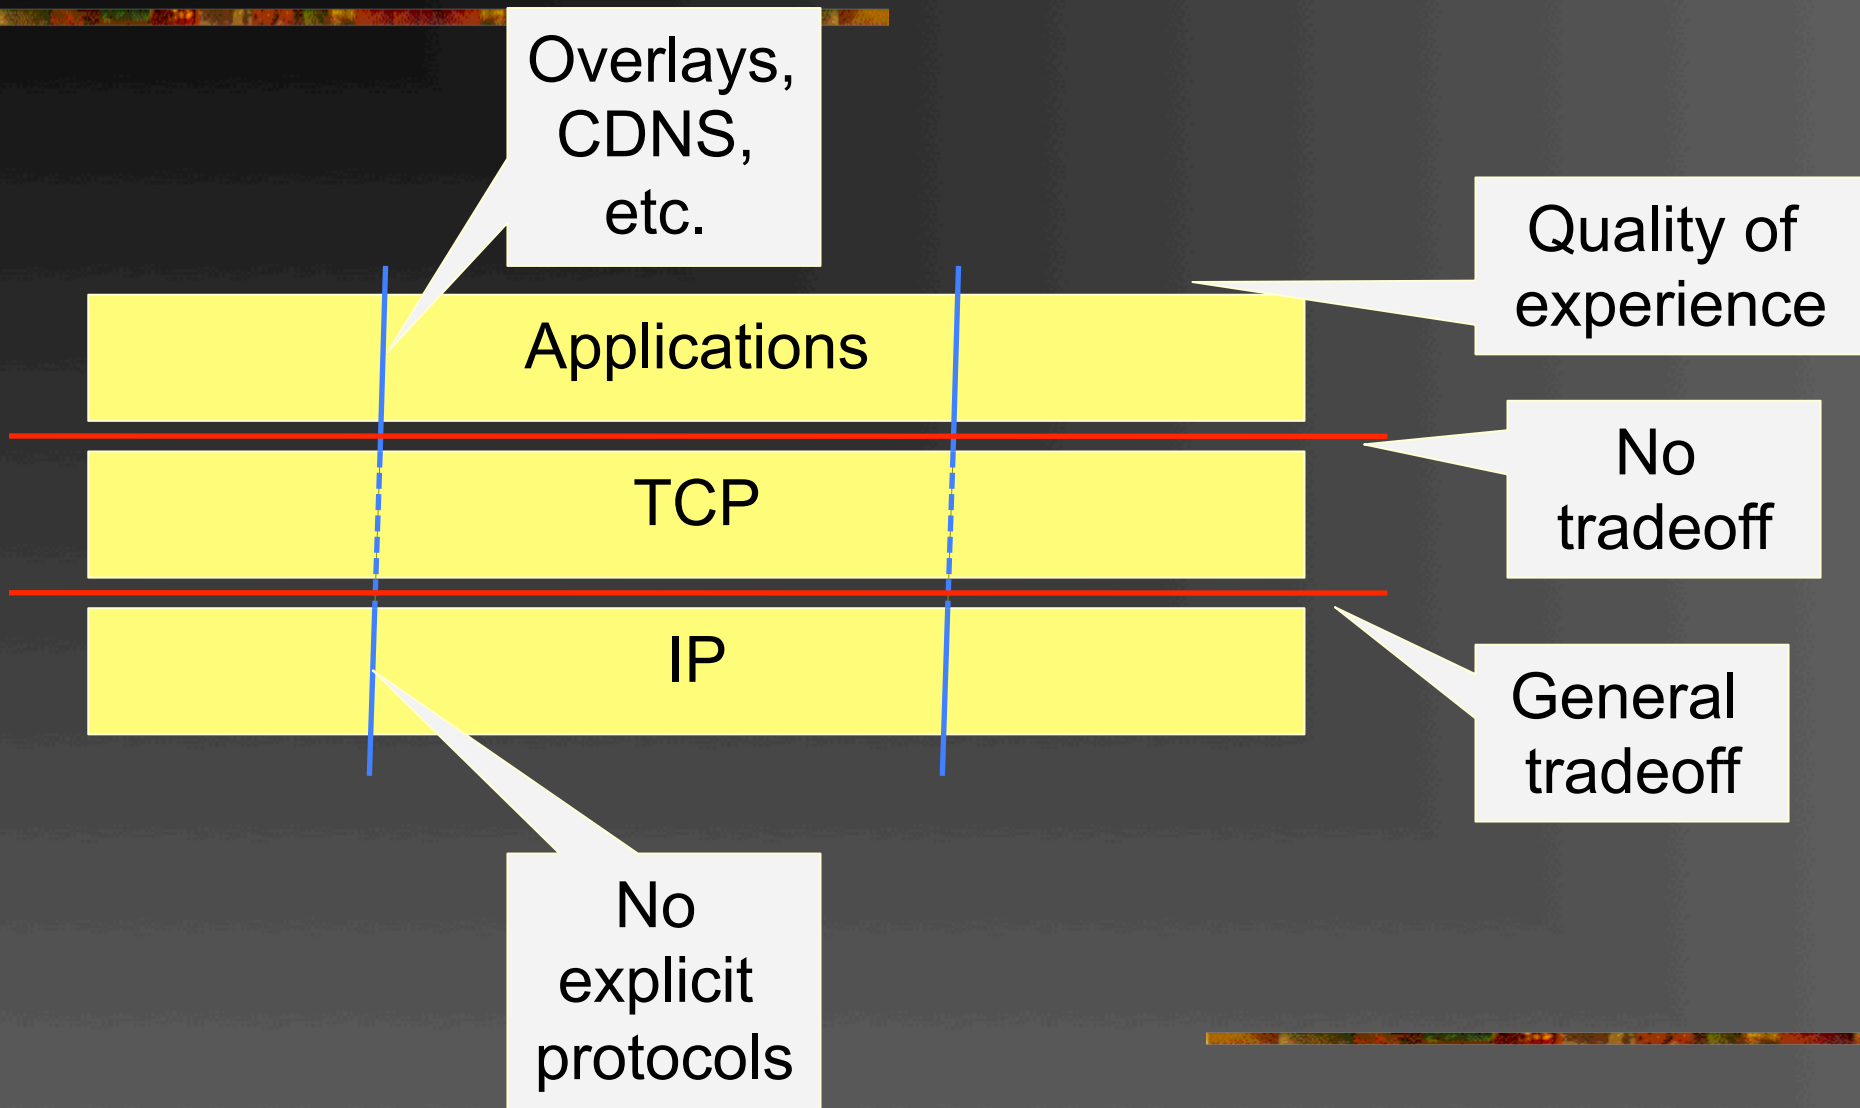 Overlays,
CDNS,
etc.
Quality of
experience
Applications
No
tradeoff
TCP
IP
General
tradeoff
No
explicit
protocols